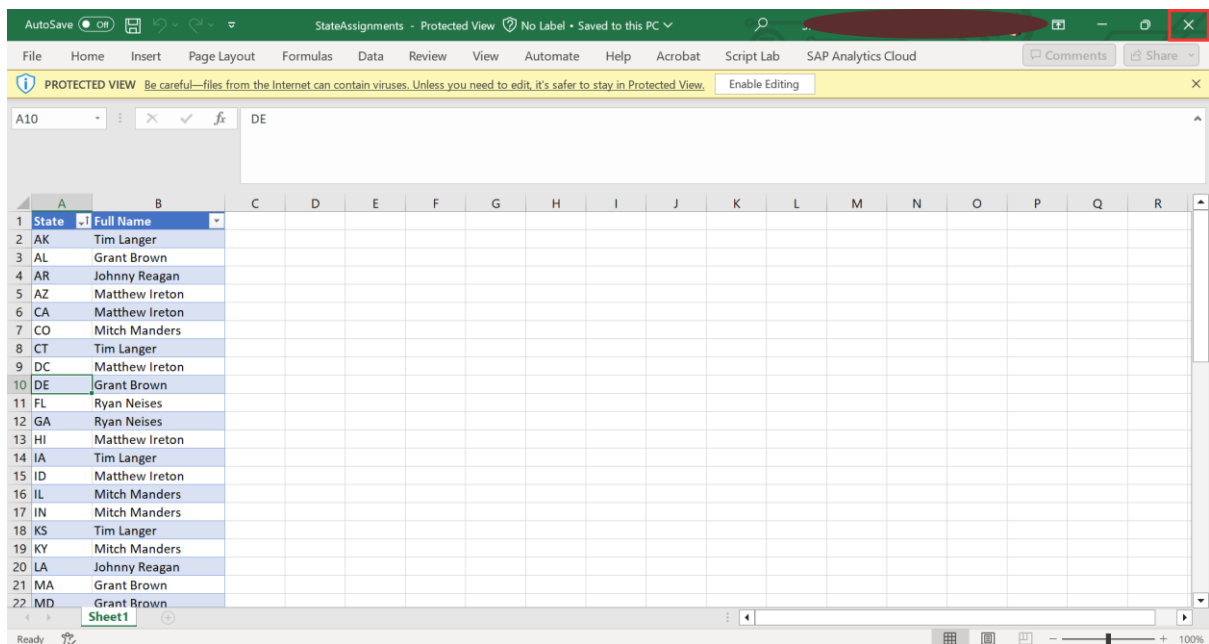 AutoSave Off StateAssignments - Protected View No Label • Saved to this PC
File Home Insert Page Layout Formulas Data Review View Automate Help Acrobat Script Lab SAP Analytics Cloud Comments Share
PROTECTED VIEW Be careful—files from the Internet can contain viruses. Unless you need to edit, it's safer to stay in Protected View. Enable Editing
A10 fx DE
A B C D E F G H I J K L M N O P Q R
1 State Full Name
2 AK Tim Langer
3 AL Grant Brown
4 AR Johnny Reagan
5 AZ Matthew Ireton
6 CA Matthew Ireton
7 CO Mitch Manders
8 CT Tim Langer
9 DC Matthew Ireton
10 DE Grant Brown
11 FL Ryan Neises
12 GA Ryan Neises
13 HI Matthew Ireton
14 IA Tim Langer
15 ID Matthew Ireton
16 IL Mitch Manders
17 IN Mitch Manders
18 KS Tim Langer
19 KY Mitch Manders
20 LA Johnny Reagan
21 MA Grant Brown
22 MD Grant Brown
Sheet1
Ready 100%